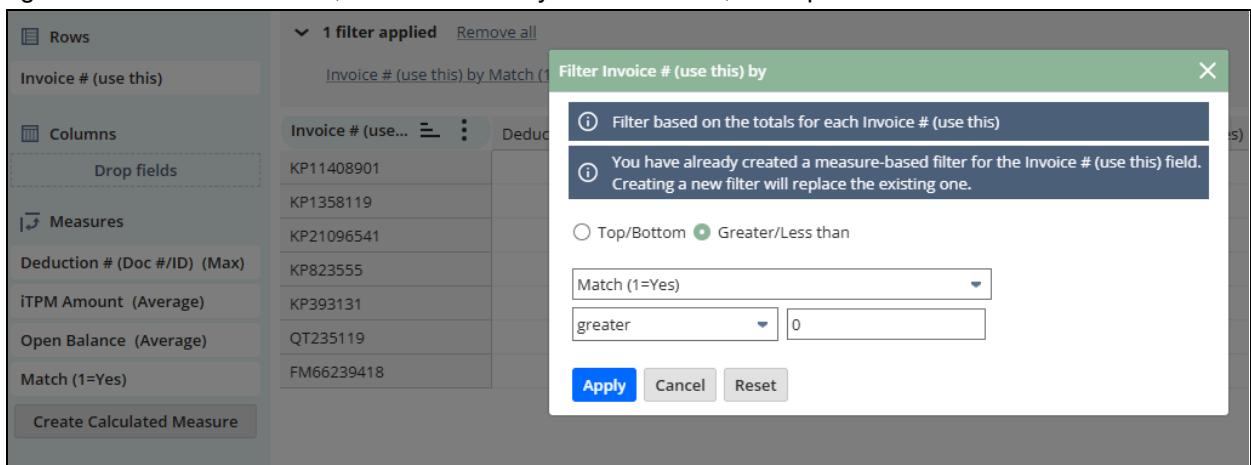 Rows
Invoice # (use this)
Columns
Drop fields
Measures
Deduction # (Doc #/ID) (Max)
iTPM Amount (Average)
Open Balance (Average)
Match (1=Yes)
Create Calculated Measure
1 filter applied Remove all
Invoice # (use this) by Match (1
Invoice # (use... Deduc
KP11408901
KP1358119
KP21096541
KP823555
KP393131
QT235119
FM66239418
Filter Invoice # (use this) by
Filter based on the totals for each Invoice # (use this)
You have already created a measure-based filter for the Invoice # (use this) field.
Creating a new filter will replace the existing one.
Top/Bottom Greater/Less than
Match (1=Yes)
greater 0
Apply Cancel Reset
s)